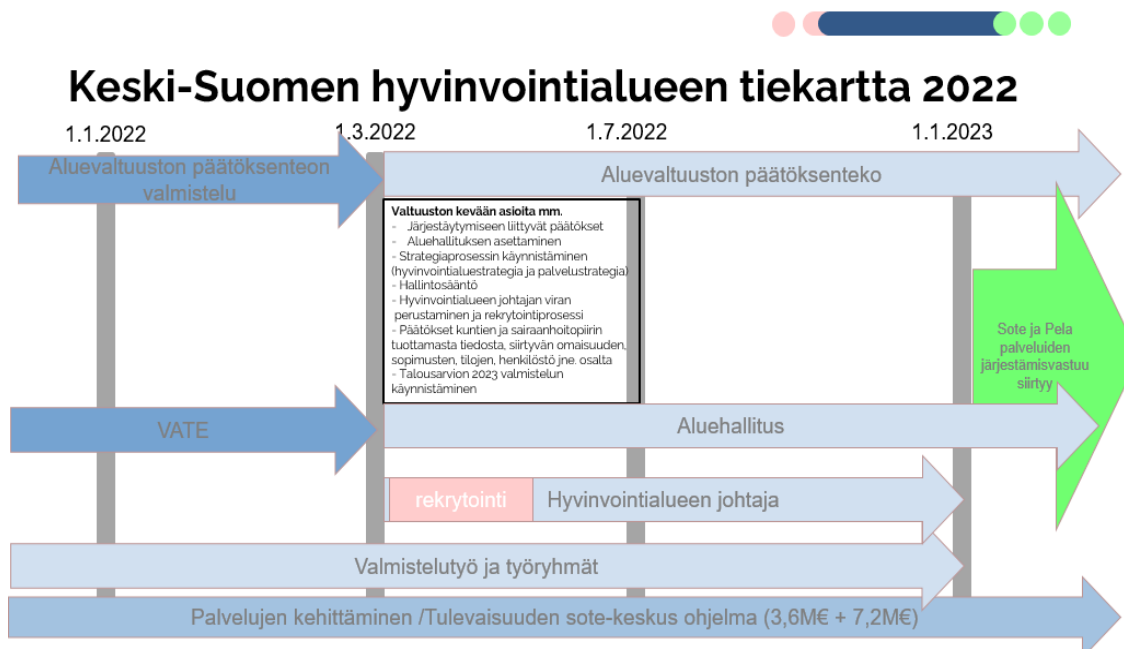 Keski-Suomen hyvinvointialueen tiekartta 2022
1.1.2022
1.3.2022
1.7.2022
1.1.2023
Aluevaltuuston päätöksenteon
valmistelu
Aluevaltuuston päätöksenteko
Valtuuston kevään asioita mm.
- Järjestäytymiseen liittyvät päätökset
- Aluehallituksen asettaminen
- Strategiaprosessin käynnistäminen
(hyvinvointialuestrategia ja palvelustrategia)
- Hallintosääntö
- Hyvinvointialueen johtajan viran
perustaminen ja rekrytointiprosessi
- Päätökset kuntien ja sairaanhoitopiirin
tuottamasta tiedosta, siirtyvän omaisuuden,
sopimusten, tilojen, henkilöstö jne. osalta
- Talousarvion 2023 valmistelun
käynnistäminen
Sote ja Pela
palveluiden
järjestämisvastuu
siirtyy
VATE
Aluehallitus
rekrytointi
Hyvinvointialueen johtaja
Valmistelutyö ja työryhmät
Palvelujen kehittäminen /Tulevaisuuden sote-keskus ohjelma (3,6M€ + 7,2M€)